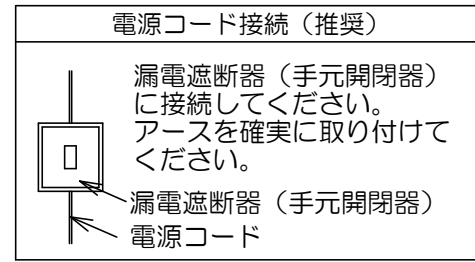 電源コード接続（推奨）
漏電遮断器（手元開閉器）
に接続してください。
アースを確実に取り付けて
ください。
漏電遮断器（手元開閉器）
電源コード